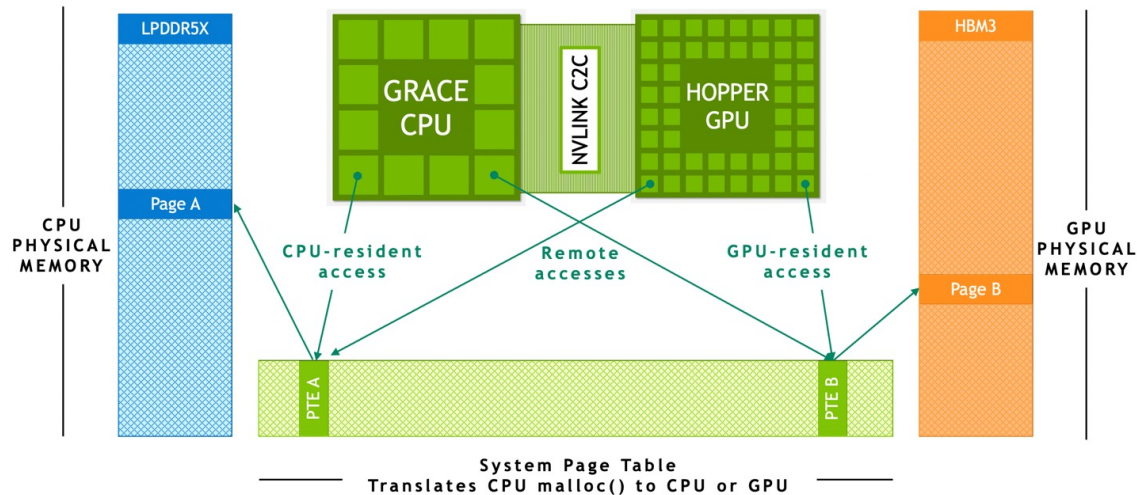 LPDDR5X
GRACE
CPU
NVLINK C2C
HOPPER
GPU
HBM3
Page A
CPU
PHYSICAL
MEMORY
CPU-resident
access
Remote
accesses
GPU-resident
access
Page B
GPU
PHYSICAL
MEMORY
PTE A
PTE B
System Page Table
Translates CPU malloc() to CPU or GPU